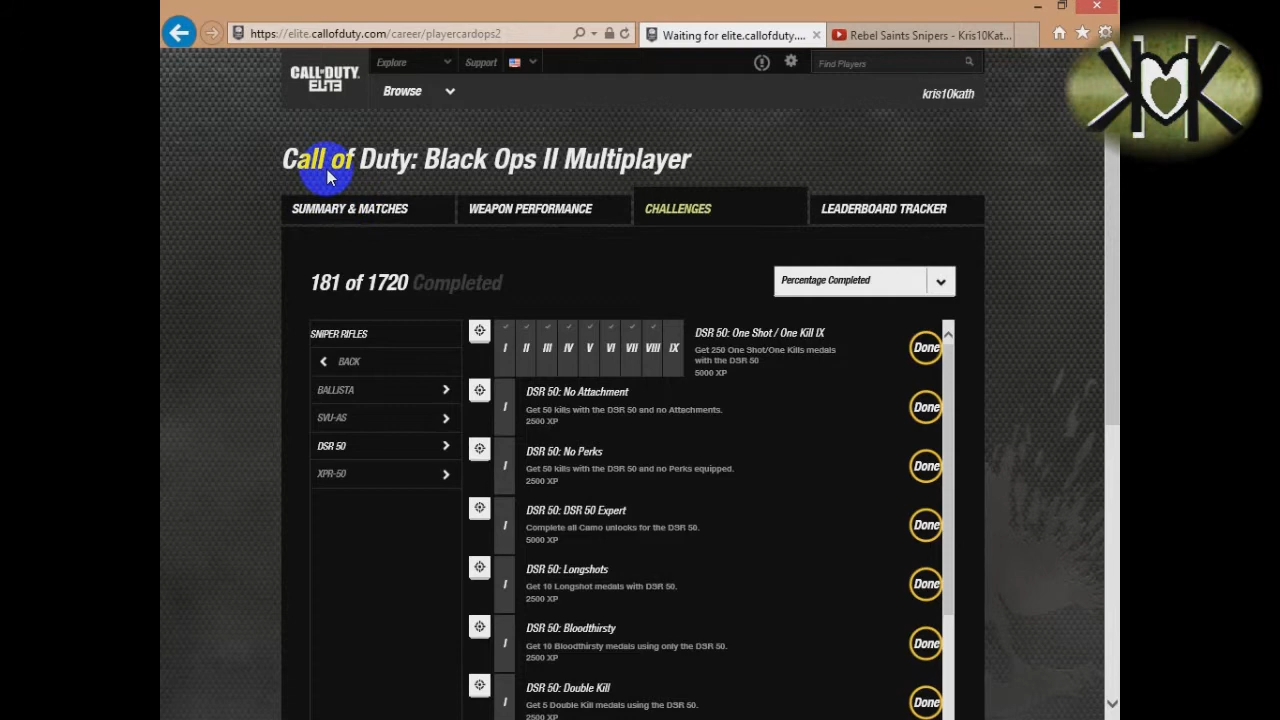 https://elite.callofduty.com/career/playercardops2
Waiting for elite.callofduty....
Rebel Saints Snipers - Kris10Kat...
CALL·DUTY
ELITE
Explore
Support
Find Players
Browse
kris10kath
Call of Duty: Black Ops II Multiplayer
SUMMARY & MATCHES
WEAPON PERFORMANCE
CHALLENGES
LEADERBOARD TRACKER
181 of 1720 Completed
Percentage Completed
SNIPER RIFLES
BACK
BALLISTA
SVU-AS
DSR 50
XPR-50
I II III IV V VI VII VIII IX
DSR 50: One Shot / One Kill IX
Get 250 One Shot/One Kills medals
with the DSR 50
5000 XP
Done
I
DSR 50: No Attachment
Get 50 kills with the DSR 50 and no Attachments.
2500 XP
Done
I
DSR 50: No Perks
Get 50 kills with the DSR 50 and no Perks equipped.
2500 XP
Done
I
DSR 50: DSR 50 Expert
Complete all Camo unlocks for the DSR 50.
5000 XP
Done
I
DSR 50: Longshots
Get 10 Longshot medals with DSR 50.
2500 XP
Done
I
DSR 50: Bloodthirsty
Get 10 Bloodthirsty medals using only the DSR 50.
2500 XP
Done
I
DSR 50: Double Kill
Get 5 Double Kill medals using the DSR 50.
2500 XP
Done